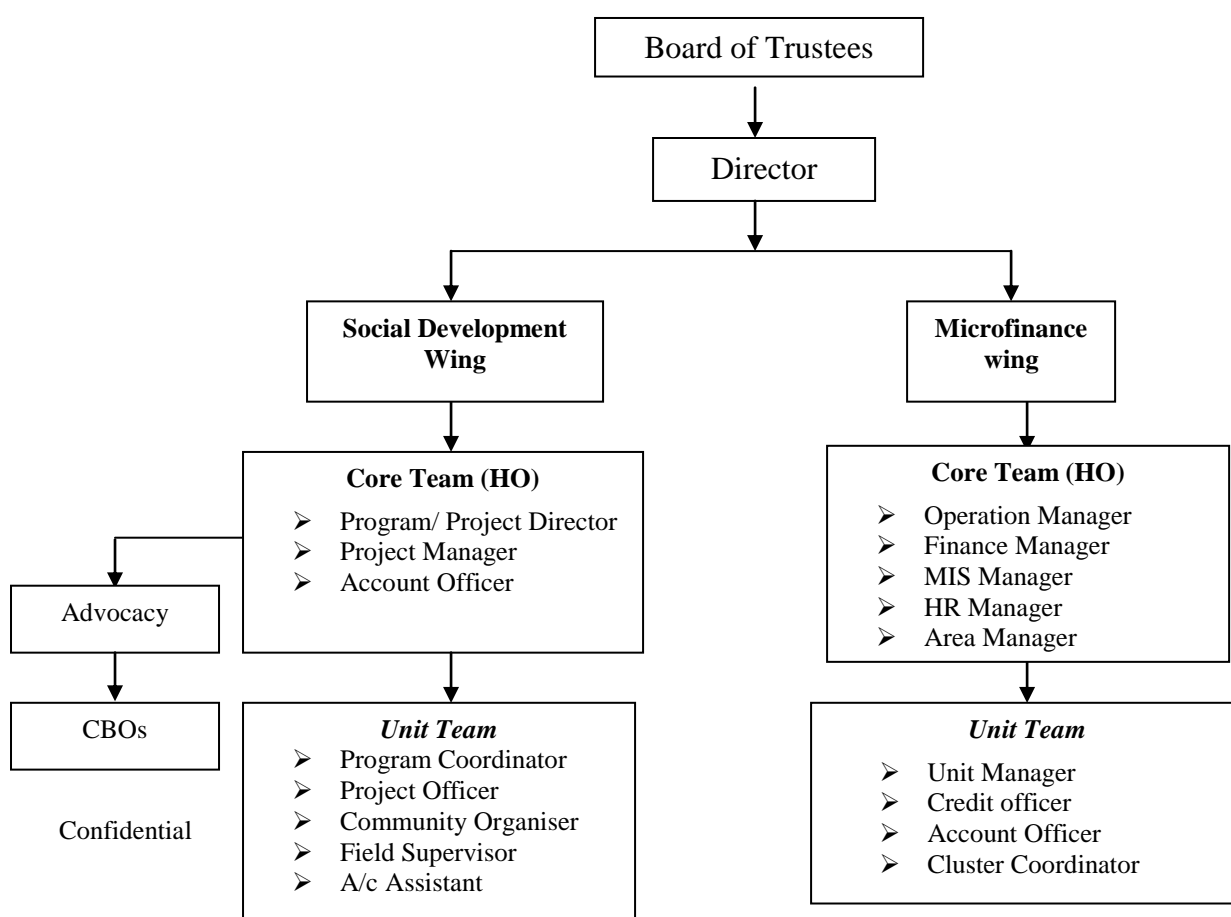 Board of Trustees
Director
Social Development
Wing
Microfinance
wing
Core Team (HO)
➢ Program/ Project Director
➢ Project Manager
➢ Account Officer
Core Team (HO)
➢ Operation Manager
➢ Finance Manager
➢ MIS Manager
➢ HR Manager
➢ Area Manager
Advocacy
CBOs
Unit Team
➢ Program Coordinator
➢ Project Officer
➢ Community Organiser
➢ Field Supervisor
➢ A/c Assistant
Unit Team
➢ Unit Manager
➢ Credit officer
➢ Account Officer
➢ Cluster Coordinator
Confidential